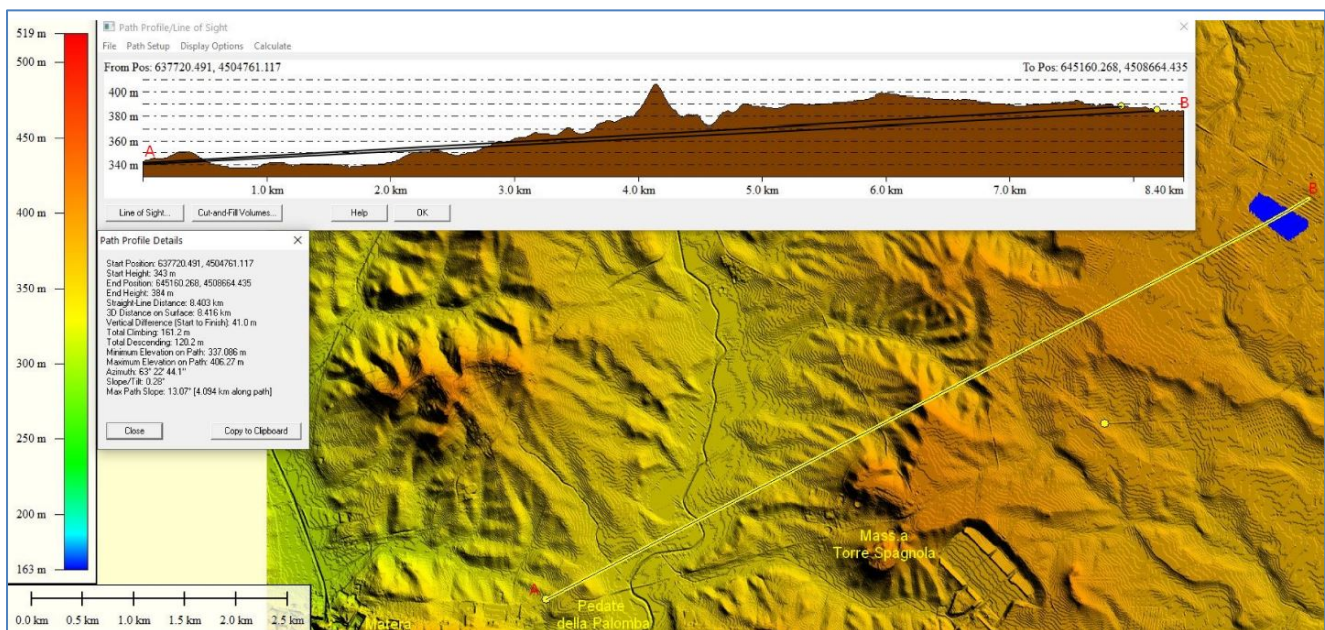 519 m
500 m
450 m
400 m
350 m
300 m
250 m
200 m
163 m
0.0 km 0.5 km 1.0 km 1.5 km 2.0 km 2.5 km
Path Profile/Line of Sight
File Path Setup Display Options Calculate
From Pos: 637720.491, 4504761.117 To Pos: 645160.268, 4508664.435
400 m
380 m
360 m
340 m
A
B
1.0 km 2.0 km 3.0 km 4.0 km 5.0 km 6.0 km 7.0 km 8.40 km
Line of Sight... Cut-and-Fill Volumes... Help OK
Path Profile Details
Start Position: 637720.491, 4504761.117
Start Height: 343 m
End Position: 645160.268, 4508664.435
End Height: 384 m
Straight-Line Distance: 8.403 km
3D Distance on Surface: 8.416 km
Vertical Difference (Start to Finish): 41.0 m
Total Climbing: 161.2 m
Total Descending: 120.2 m
Minimum Elevation on Path: 337.086 m
Maximum Elevation on Path: 406.27 m
Azimuth: 63° 22' 44.1"
Slope/Tilt: 0.28°
Max Path Slope: 13.07° [4.094 km along path]
Close Copy to Clipboard
B
Mass.a
Torre Spagnola
A
Pedate
della Palomba
Matera